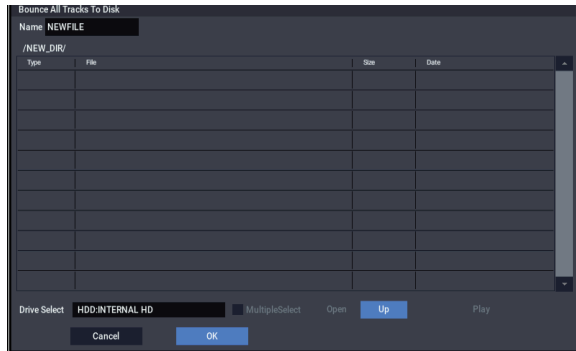 Bounce All Tracks To Disk
Name NEWFILE
/NEW_DIR/
Type File Size Date
Drive Select HDD:INTERNAL HD MultipleSelect Open Up Play
Cancel OK